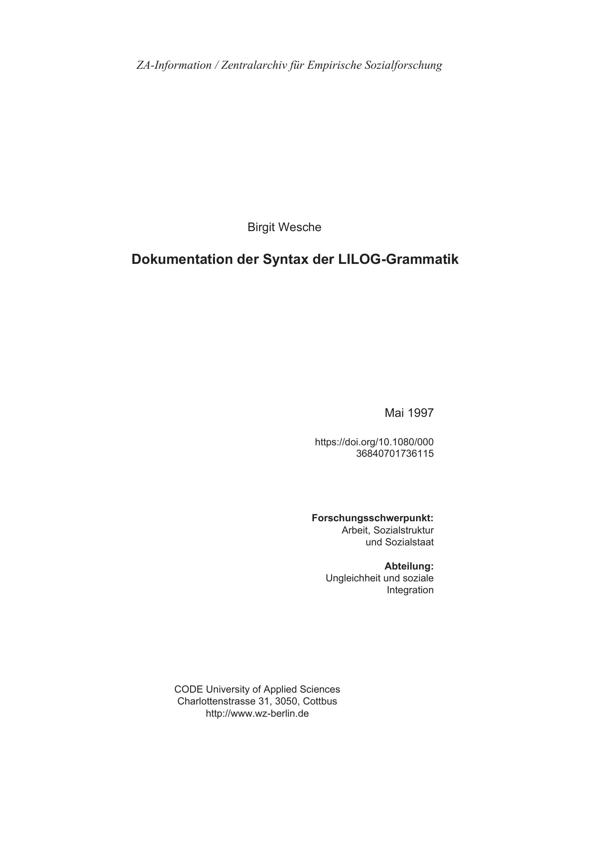 ZA-Information / Zentralarchiv für Empirische Sozialforschung
Birgit Wesche
Dokumentation der Syntax der LILOG-Grammatik
Mai 1997
https://doi.org/10.1080/000
36840701736115
Forschungsschwerpunkt:
Arbeit, Sozialstruktur
und Sozialstaat
Abteilung:
Ungleichheit und soziale
Integration
CODE University of Applied Sciences
Charlottenstrasse 31, 3050, Cottbus
http://www.wz-berlin.de